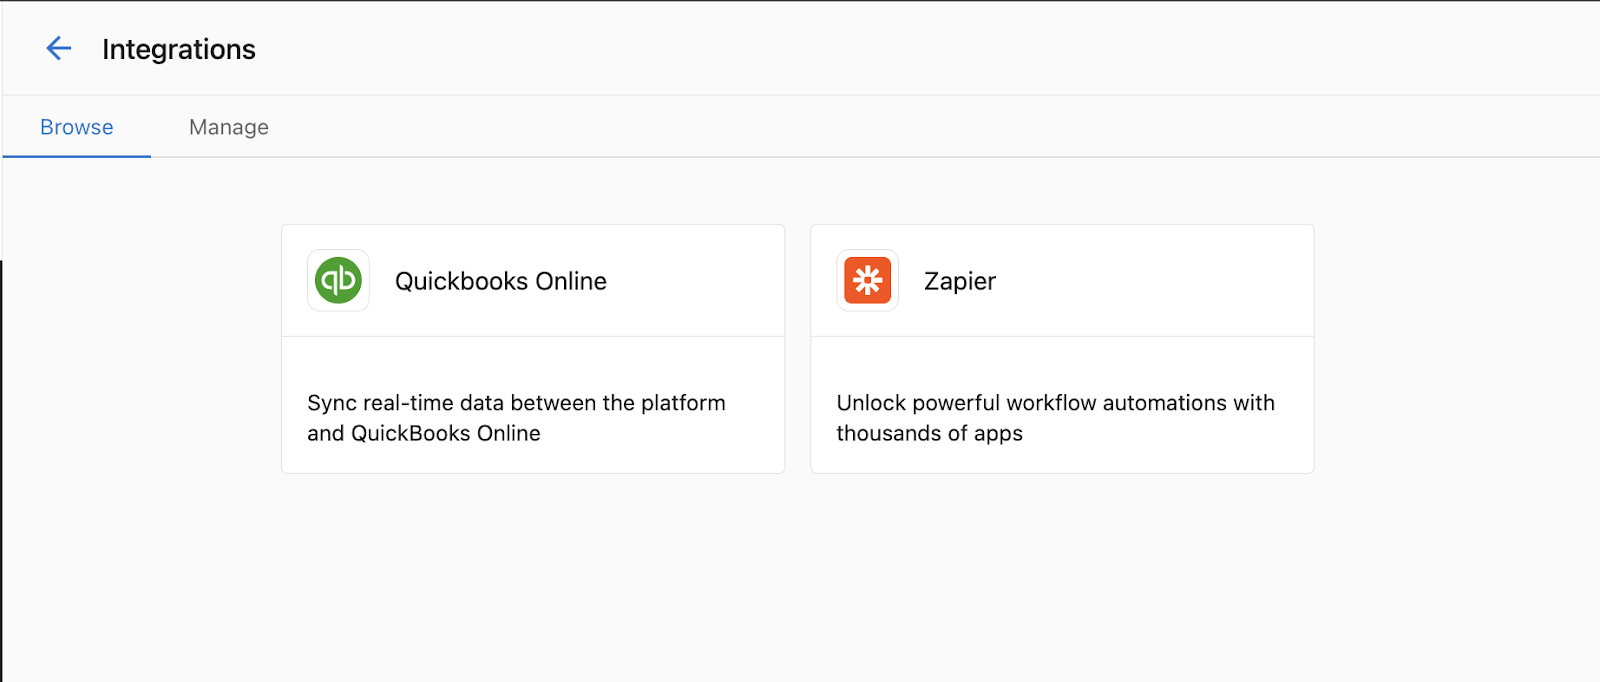 Integrations
Browse Manage
qb Quickbooks Online
Sync real-time data between the platform
and QuickBooks Online
Zapier
Unlock powerful workflow automations with
thousands of apps